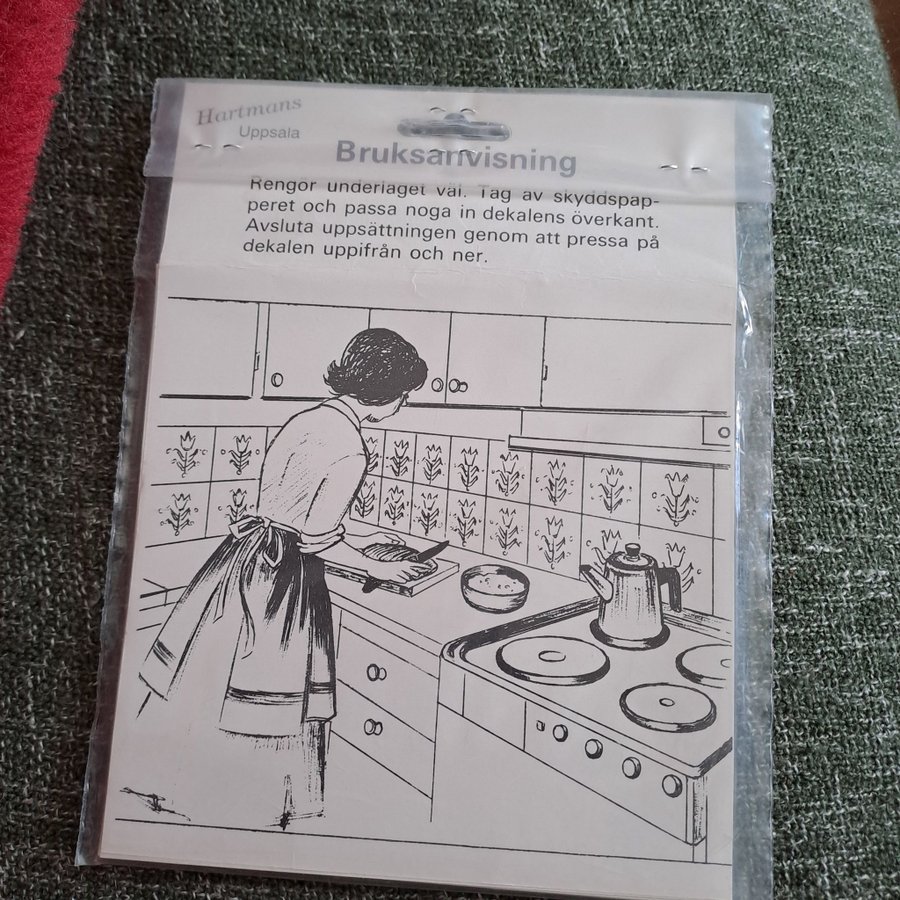 Hartmans
Uppsala
Bruksanvisning
Rengör underlaget väl. Tag av skyddspap-
peret och passa noga in dekalens överkant.
Avsluta uppsättningen genom att pressa på
dekalen uppifrån och ner.